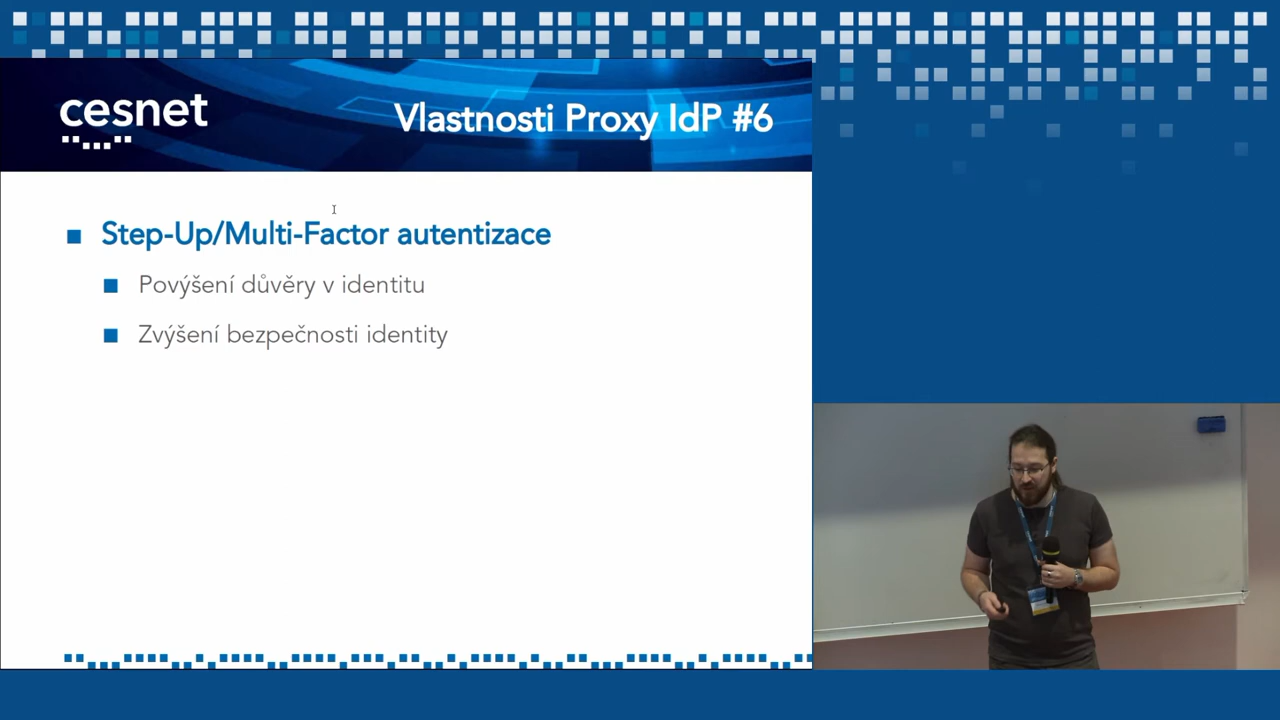 cesnet
Vlastnosti Proxy IdP #6
Step-Up/Multi-Factor autentizace
Povýšení důvěry v identitu
Zvýšení bezpečnosti identity